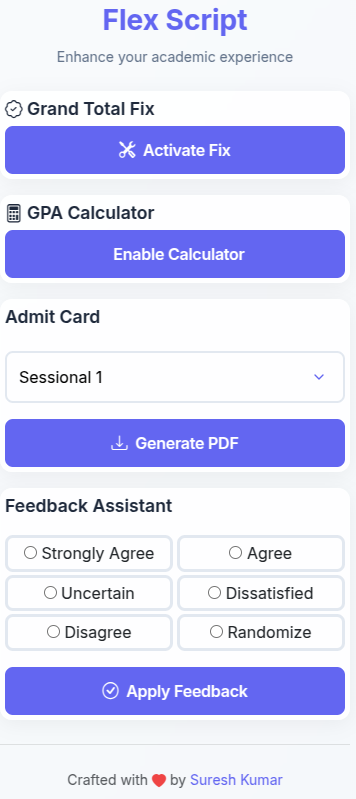 Flex Script
Enhance your academic experience
Grand Total Fix
Activate Fix
GPA Calculator
Enable Calculator
Admit Card
Sessional 1
Generate PDF
Feedback Assistant
Strongly Agree
Agree
Uncertain
Dissatisfied
Disagree
Randomize
Apply Feedback
Crafted with ❤️ by Suresh Kumar